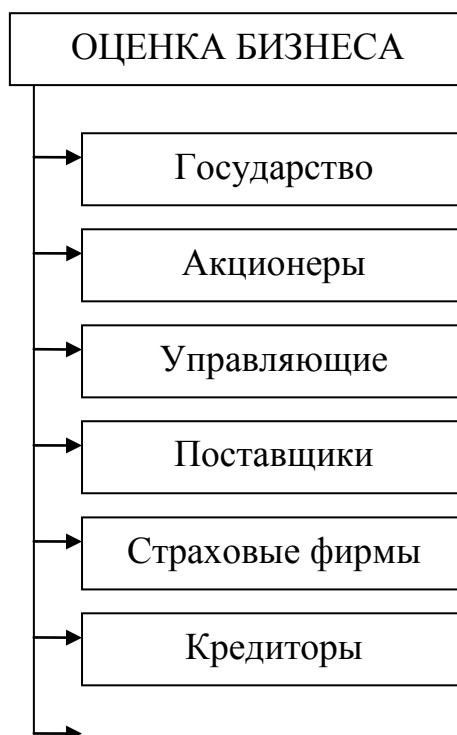 ОЦЕНКА БИЗНЕСА
Государство
Акционеры
Управляющие
Поставщики
Страховые фирмы
Кредиторы